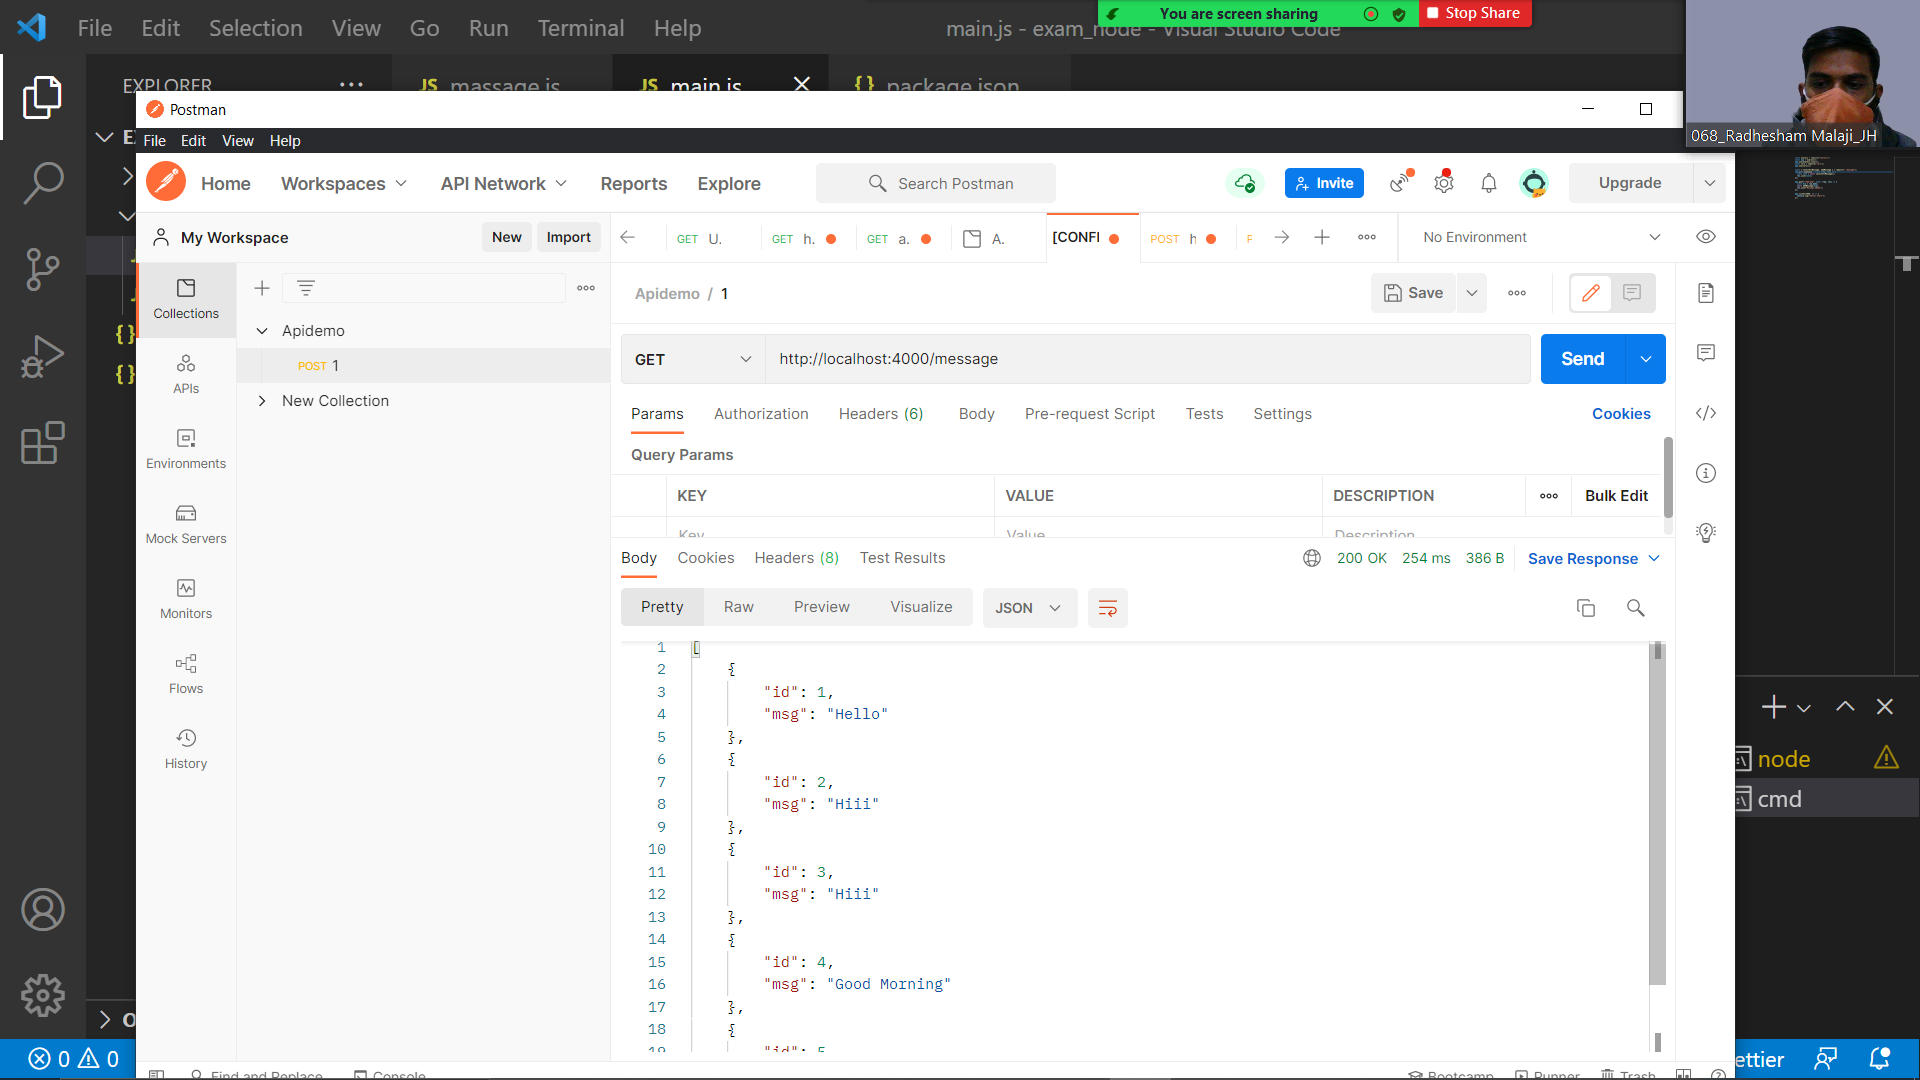 File Edit Selection View Go Run Terminal Help
main.js - exam_node - Visual Studio Code
You are screen sharing
Stop Share
EXPLORER
JS massage.js
JS main.js
{} package.json
068_Radhesham Malaji_JH
Postman
File Edit View Help
Home Workspaces API Network Reports Explore
Search Postman
Invite
Upgrade
My Workspace
New Import
GET U.
GET h.
GET a.
A.
[CONFI
POST h
No Environment
Collections
APIs
Environments
Mock Servers
Monitors
Flows
History
Apidemo
POST 1
New Collection
Apidemo / 1
Save
GET
http://localhost:4000/message
Send
Params Authorization Headers (6) Body Pre-request Script Tests Settings
Cookies
Query Params
KEY VALUE DESCRIPTION
Bulk Edit
Key Value Description
Body Cookies Headers (8) Test Results
200 OK 254 ms 386 B
Save Response
Pretty Raw Preview Visualize JSON
1 [
2 {
3 "id": 1,
4 "msg": "Hello"
5 },
6 {
7 "id": 2,
8 "msg": "Hiii"
9 },
10 {
11 "id": 3,
12 "msg": "Hiii"
13 },
14 {
15 "id": 4,
16 "msg": "Good Morning"
17 },
18 {
19 "id": 5
node
cmd
0 0
Find and Replace Console
Bootcamp Runner Trash
ettier